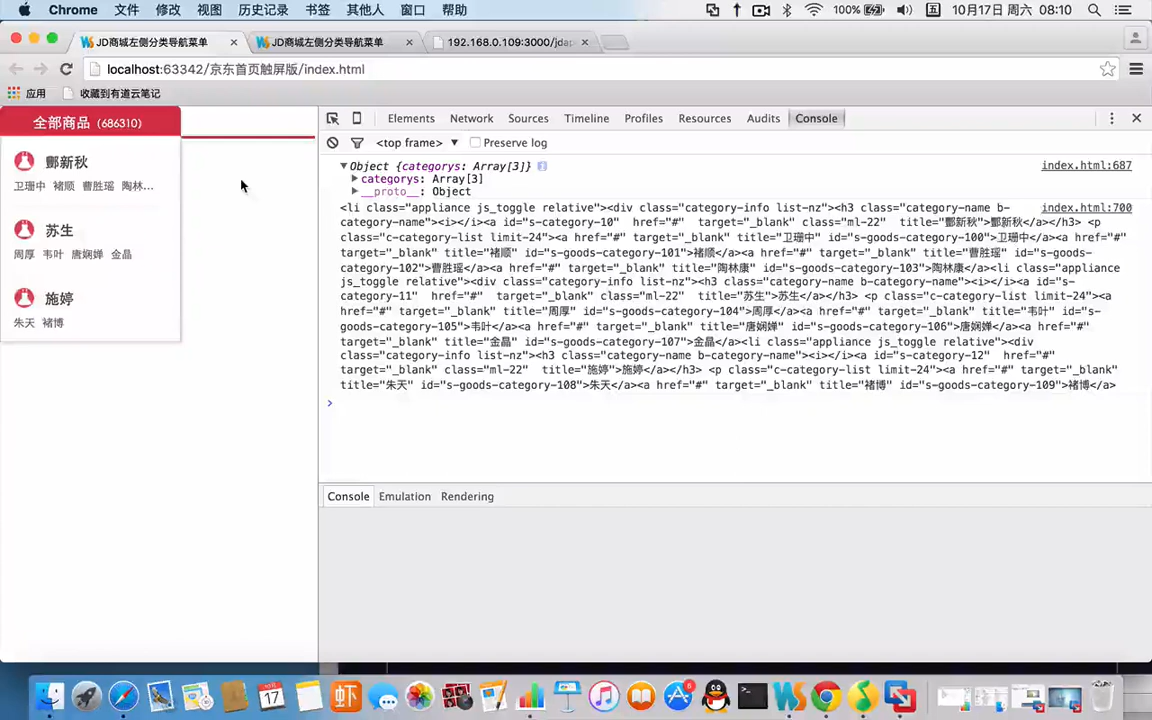 Chrome 文件 修改 视图 历史记录 书签 其他人 窗口 帮助 100% 五 10月17日 周六 08:10
JD商城左侧分类导航菜单 × JD商城左侧分类导航菜单 × 192.168.0.109:3000/jdap ×
localhost:63342/京东首页触屏版/index.html
应用 收藏到有道云笔记
全部商品 (686310)
酆新秋
卫珊中 褚顺 曹胜瑶 陶林...
苏生
周厚 韦叶 唐娴婵 金晶
施婷
朱天 褚博
Elements Network Sources Timeline Profiles Resources Audits Console
<top frame> ▼ Preserve log
Object {categorys: Array[3]} index.html:687
categorys: Array[3]
__proto__: Object
<li class="appliance js_toggle relative"><div class="category-info list-nz"><h3 class="category-name b- index.html:700
category-name"><i></i><a id="s-category-10" href="#" target="_blank" class="ml-22" title="酆新秋">酆新秋</a></h3> <p
class="c-category-list limit-24"><a href="#" target="_blank" title="卫珊中" id="s-goods-category-100">卫珊中</a><a href="#"
target="_blank" title="褚顺" id="s-goods-category-101">褚顺</a><a href="#" target="_blank" title="曹胜瑶" id="s-goods-
category-102">曹胜瑶</a><a href="#" target="_blank" title="陶林康" id="s-goods-category-103">陶林康</a><li class="appliance
js_toggle relative"><div class="category-info list-nz"><h3 class="category-name b-category-name"><i></i><a id="s-
category-11" href="#" target="_blank" class="ml-22" title="苏生">苏生</a></h3> <p class="c-category-list limit-24"><a
href="#" target="_blank" title="周厚" id="s-goods-category-104">周厚</a><a href="#" target="_blank" title="韦叶" id="s-
goods-category-105">韦叶</a><a href="#" target="_blank" title="唐娴婵" id="s-goods-category-106">唐娴婵</a><a href="#"
target="_blank" title="金晶" id="s-goods-category-107">金晶</a><li class="appliance js_toggle relative"><div
class="category-info list-nz"><h3 class="category-name b-category-name"><i></i><a id="s-category-12" href="#"
target="_blank" class="ml-22" title="施婷">施婷</a></h3> <p class="c-category-list limit-24"><a href="#" target="_blank"
title="朱天" id="s-goods-category-108">朱天</a><a href="#" target="_blank" title="褚博" id="s-goods-category-109">褚博</a>
Console Emulation Rendering